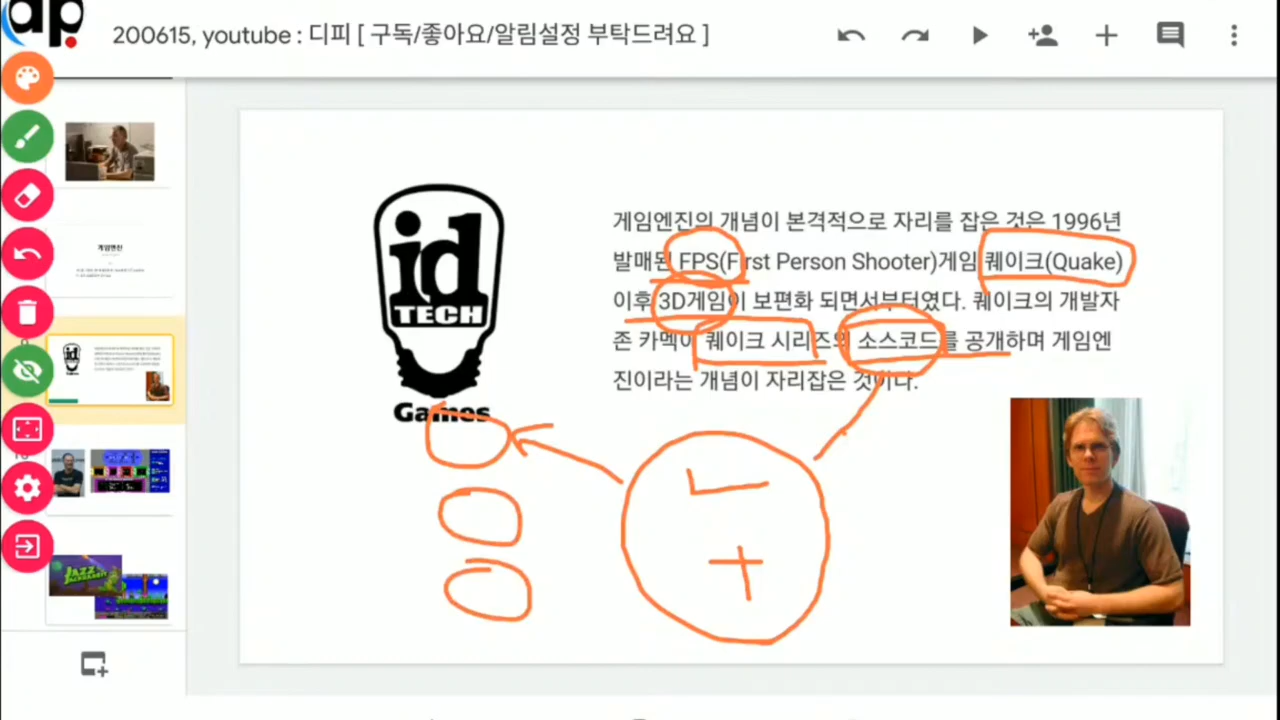 dp
200615, youtube : 디피 [ 구독/좋아요/알림설정 부탁드려요 ]
게임엔진
id
TECH
Games
게임엔진의 개념이 본격적으로 자리를 잡은 것은 1996년
발매된 FPS(First Person Shooter)게임 퀘이크(Quake)
이후 3D게임이 보편화 되면서부터였다. 퀘이크의 개발자
존 카멕이 퀘이크 시리즈의 소스코드를 공개하며 게임엔
진이라는 개념이 자리잡은 것이다.
JAZZ